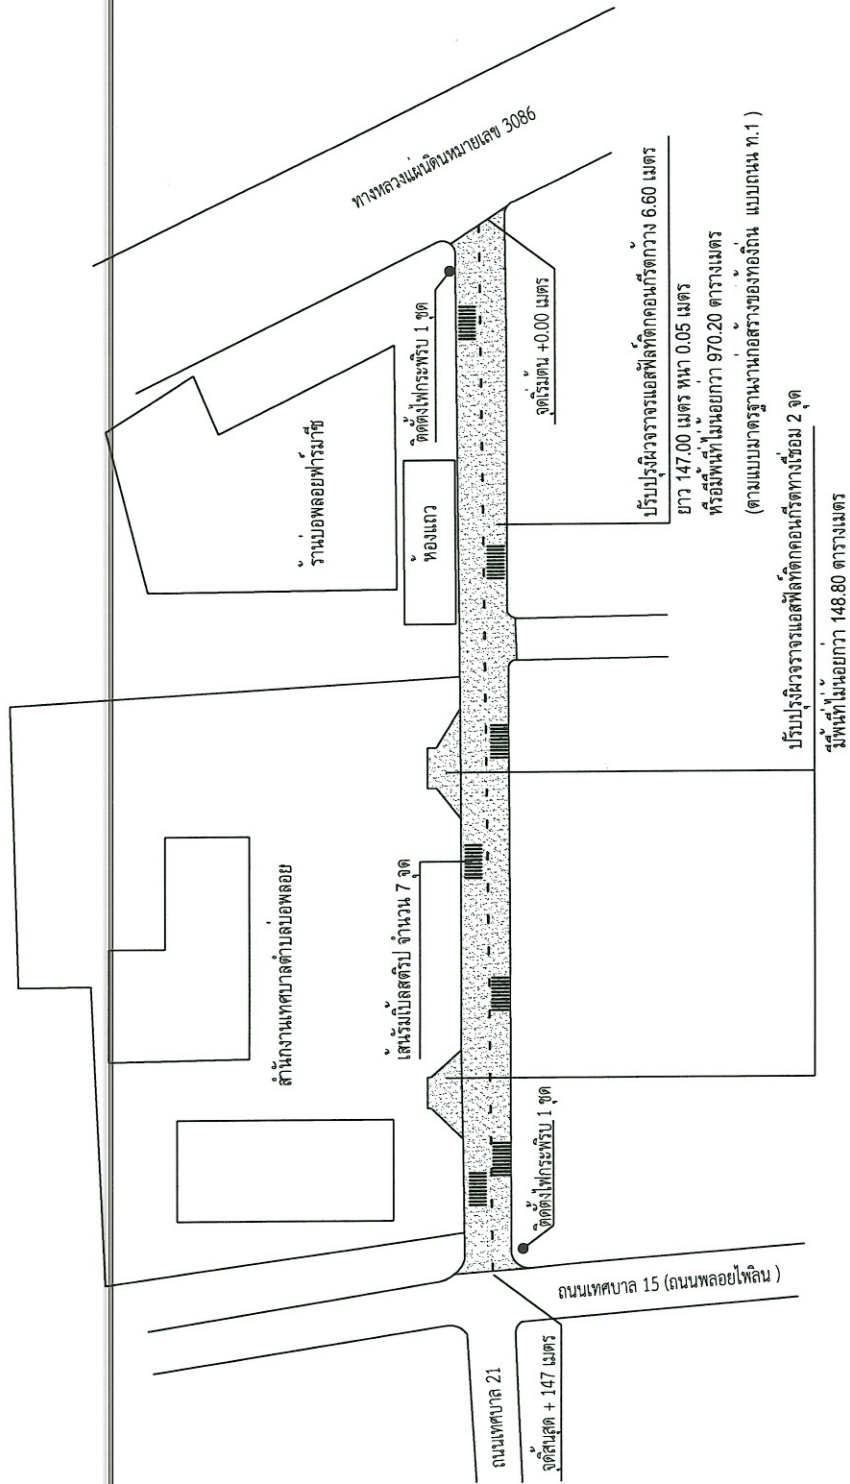 ทางหลวงแผ่นดินหมายเลข 3086
ร้านบ่อพลอยฟาร์มาซี
ติดตั้งไฟกระพริบ 1 ชุด
ห้องแถว
จุดเริ่มต้น +0.00 เมตร
ปรับปรุงผิวจราจรแอสฟัลท์ติกคอนกรีตกว้าง 6.60 เมตร
ยาว 147.00 เมตร หนา 0.05 เมตร
หรือมีพื้นที่ไม่น้อยกว่า 970.20 ตารางเมตร
(ตามแบบมาตรฐานงานก่อสร้างของท้องถิ่น แบบถนน ท.1 )
ปรับปรุงผิวจราจรแอสฟัลท์ติกคอนกรีตทางเชื่อม 2 จุด
มีพื้นที่ไม่น้อยกว่า 148.80 ตารางเมตร
สำนักงานเทศบาลตำบลบ่อพลอย
เส้นรัมเบิ้ลสติรป จำนวน 7 จุด
ติดตั้งไฟกระพริบ 1 ชุด
ถนนเทศบาล 15 (ถนนพลอยไพลิน )
ถนนเทศบาล 21
จุดสิ้นสุด + 147 เมตร